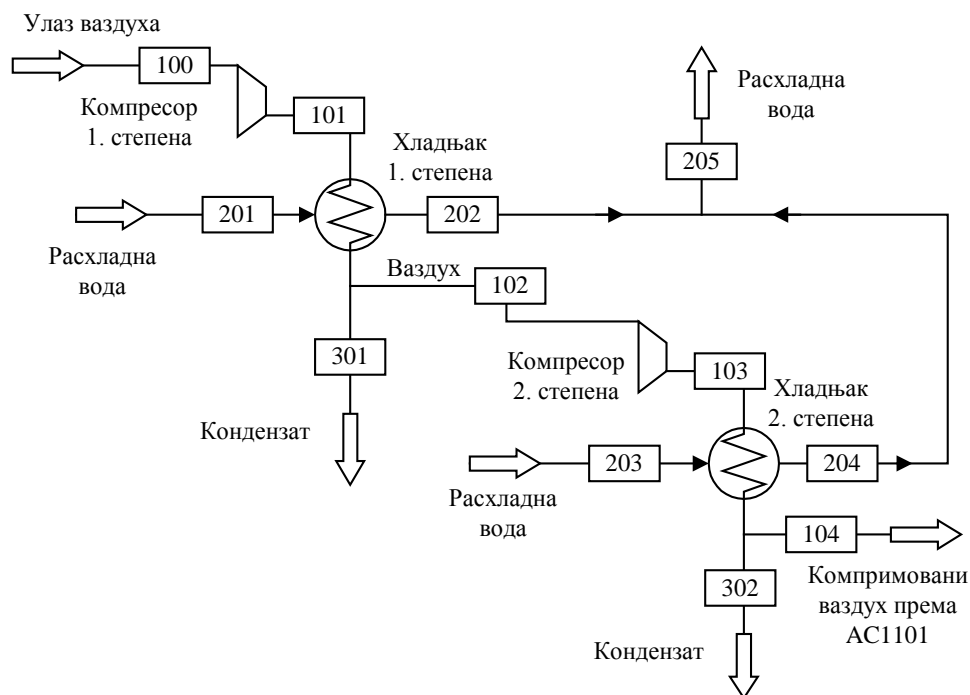 Улаз ваздуха
100
Компресор
1. степена
101
Хладњак
1. степена
Расхладна
вода
205
201
202
Расхладна
вода
Ваздух
102
301
Компресор
2. степена
103
Хладњак
2. степена
Кондензат
203
204
Расхладна
вода
104
302
Компримовани
ваздух према
АС1101
Кондензат